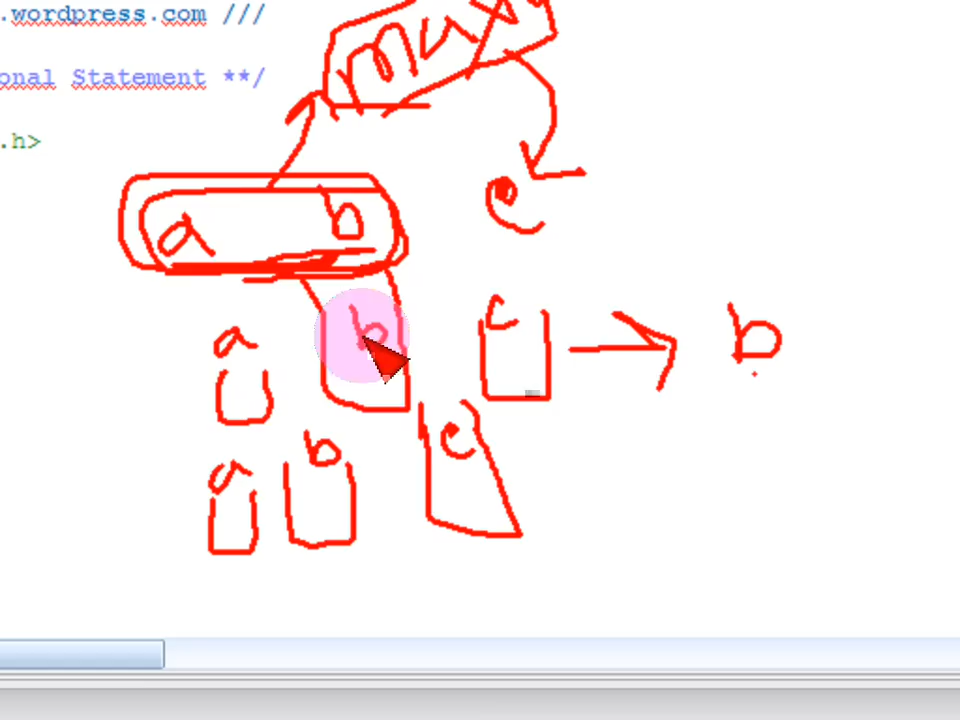 .wordpress.com ///
max
onal Statement **/
.h>
a b
c
a b c b
a b c